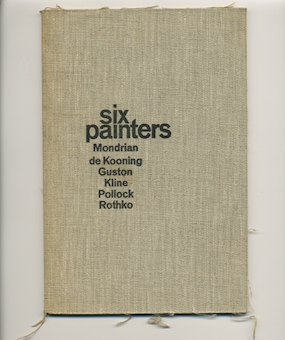 six
painters
Mondrian
de Kooning
Guston
Kline
Pollock
Rothko